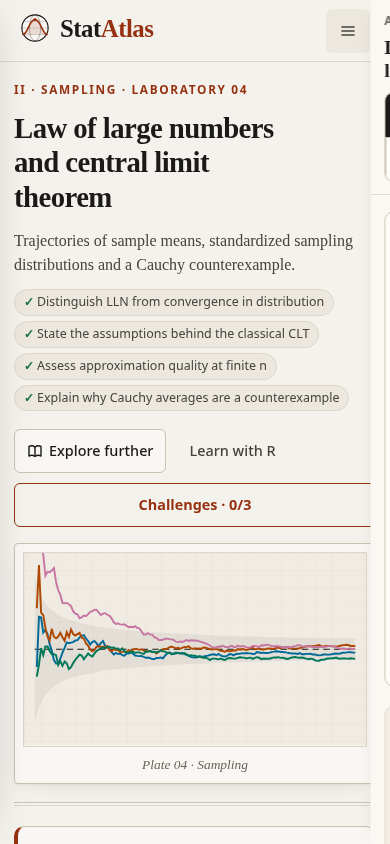 StatAtlas
II · SAMPLING · LABORATORY 04
Law of large numbers
and central limit
theorem
Trajectories of sample means, standardized sampling
distributions and a Cauchy counterexample.
✓ Distinguish LLN from convergence in distribution
✓ State the assumptions behind the classical CLT
✓ Assess approximation quality at finite n
✓ Explain why Cauchy averages are a counterexample
Explore further
Learn with R
Challenges · 0/3
Plate 04 · Sampling